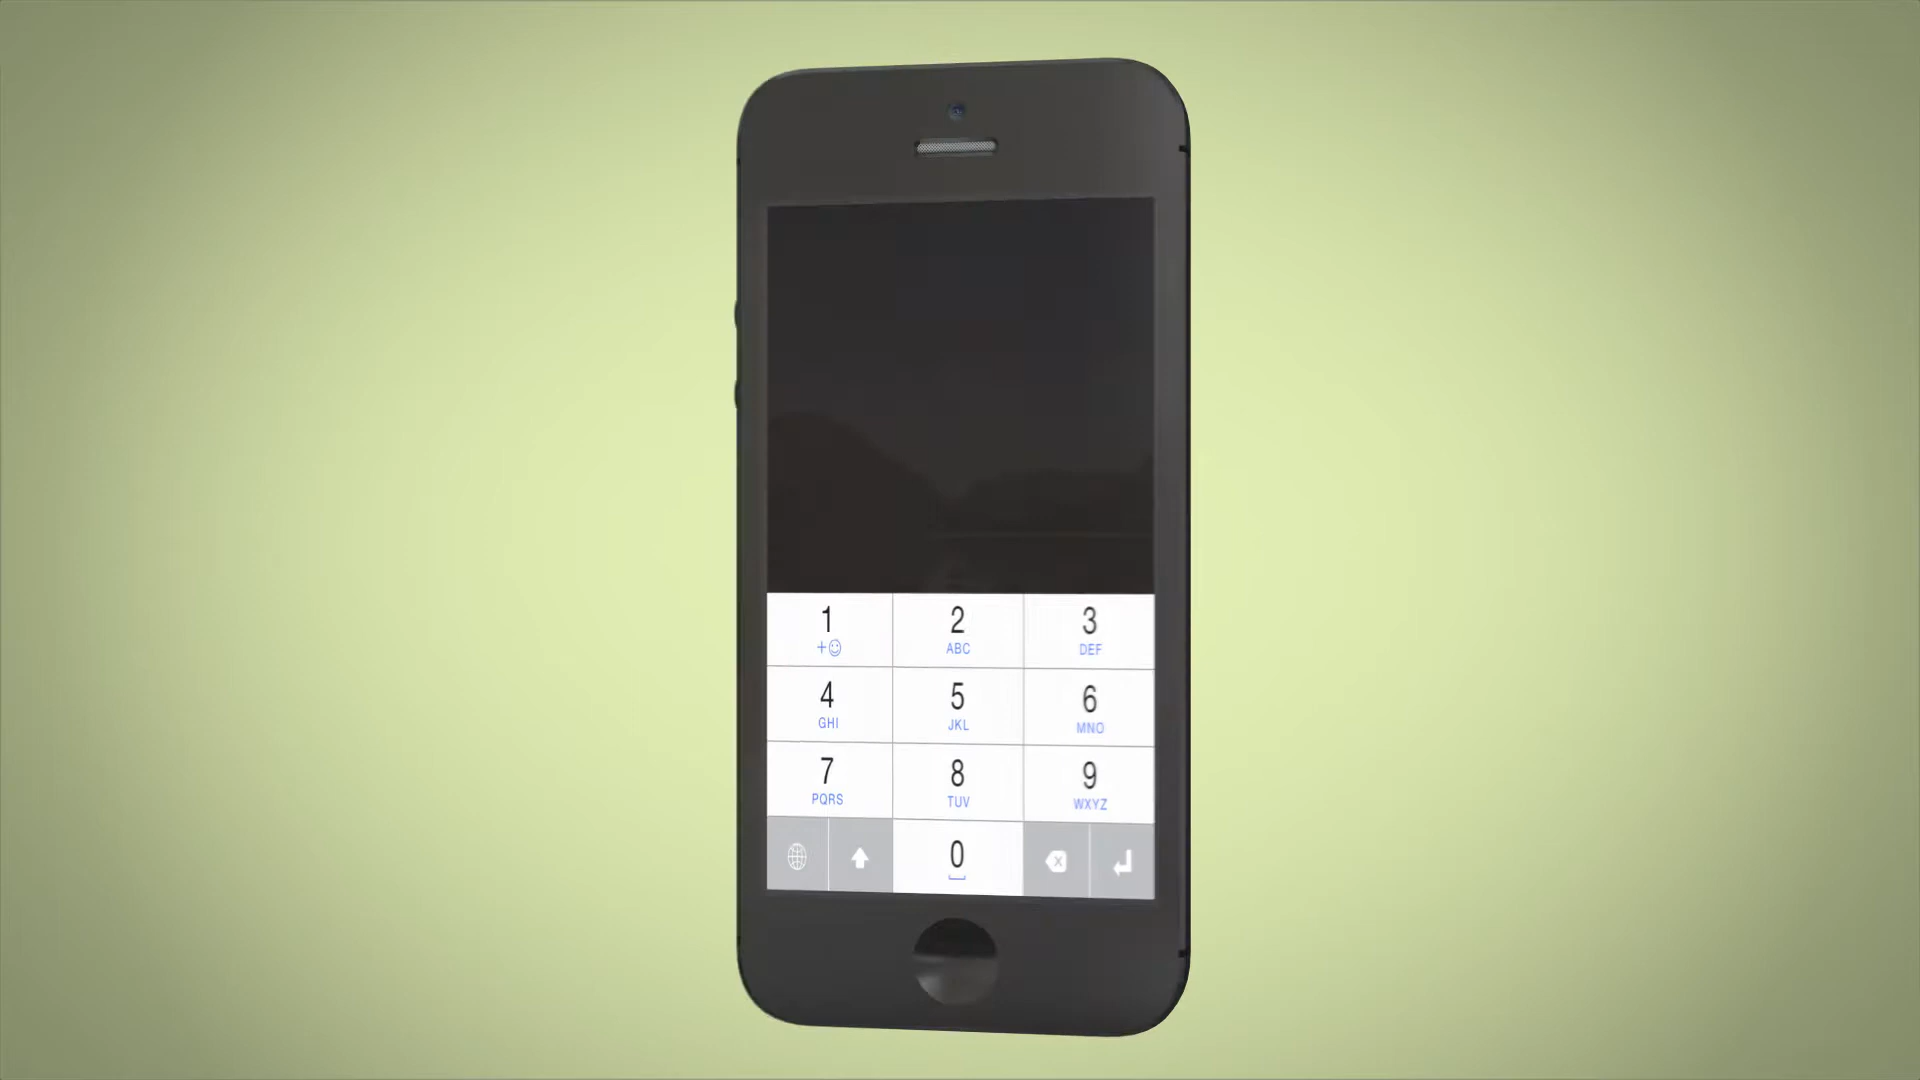 1 2 3
+☺ ABC DEF
4 5 6
GHI JKL MNO
7 8 9
PQRS TUV WXYZ
0